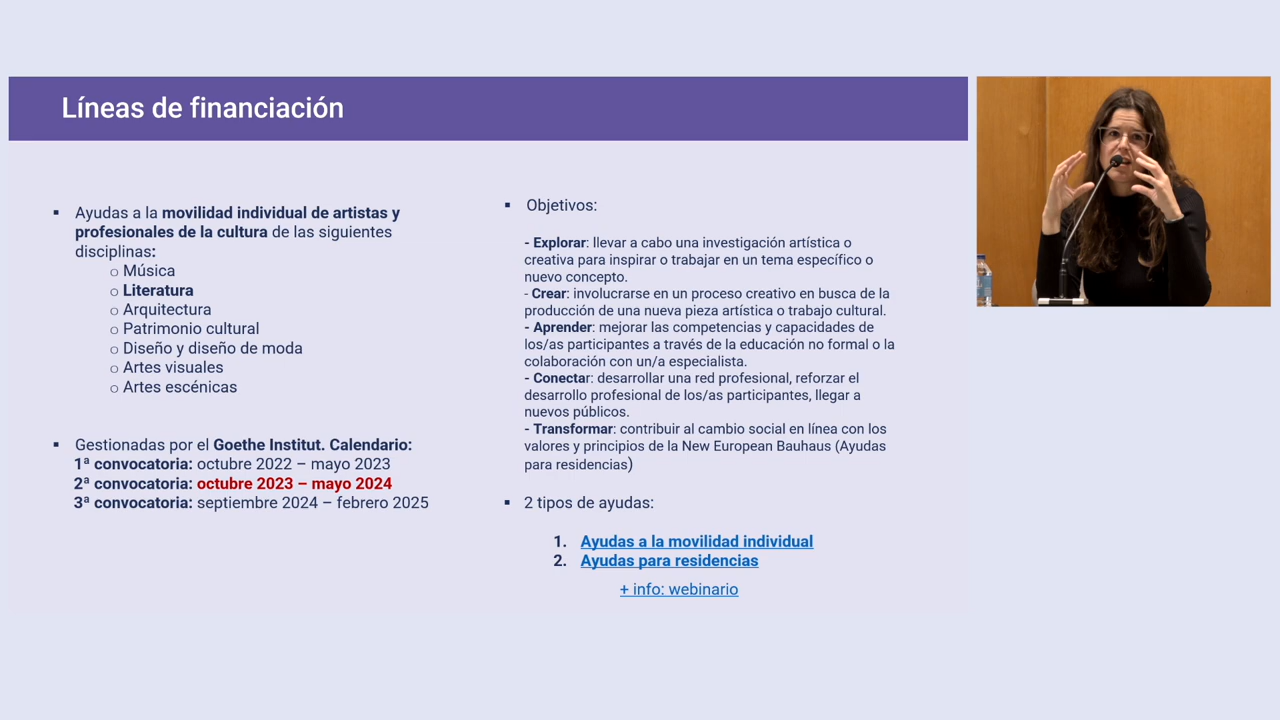 Líneas de financiación
▪ Ayudas a la movilidad individual de artistas y
profesionales de la cultura de las siguientes
disciplinas:
o Música
o Literatura
o Arquitectura
o Patrimonio cultural
o Diseño y diseño de moda
o Artes visuales
o Artes escénicas
▪ Gestionadas por el Goethe Institut. Calendario:
1ª convocatoria: octubre 2022 – mayo 2023
2ª convocatoria: octubre 2023 – mayo 2024
3ª convocatoria: septiembre 2024 – febrero 2025
▪ Objetivos:
- Explorar: llevar a cabo una investigación artística o
creativa para inspirar o trabajar en un tema específico o
nuevo concepto.
- Crear: involucrarse en un proceso creativo en busca de la
producción de una nueva pieza artística o trabajo cultural.
- Aprender: mejorar las competencias y capacidades de
los/as participantes a través de la educación no formal o la
colaboración con un/a especialista.
- Conectar: desarrollar una red profesional, reforzar el
desarrollo profesional de los/as participantes, llegar a
nuevos públicos.
- Transformar: contribuir al cambio social en línea con los
valores y principios de la New European Bauhaus (Ayudas
para residencias)
▪ 2 tipos de ayudas:
1. Ayudas a la movilidad individual
2. Ayudas para residencias
+ info: webinario